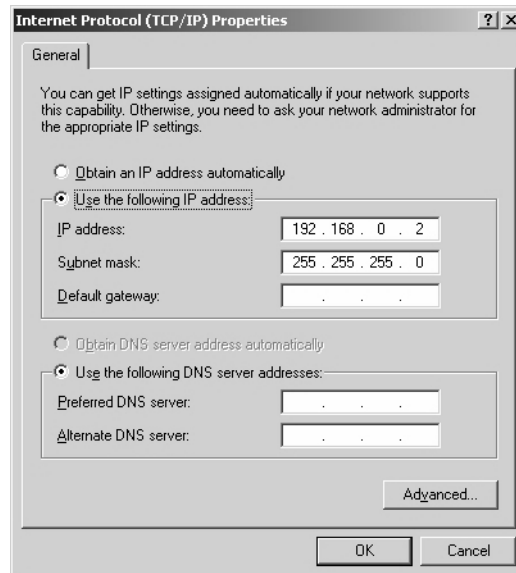 Internet Protocol (TCP/IP) Properties
? X
General
You can get IP settings assigned automatically if your network supports
this capability. Otherwise, you need to ask your network administrator for
the appropriate IP settings.
Obtain an IP address automatically
Use the following IP address:
IP address: 192 . 168 . 0 . 2
Subnet mask: 255 . 255 . 255 . 0
Default gateway: . . .
Obtain DNS server address automatically
Use the following DNS server addresses:
Preferred DNS server: . . .
Alternate DNS server: . . .
Advanced...
OK Cancel